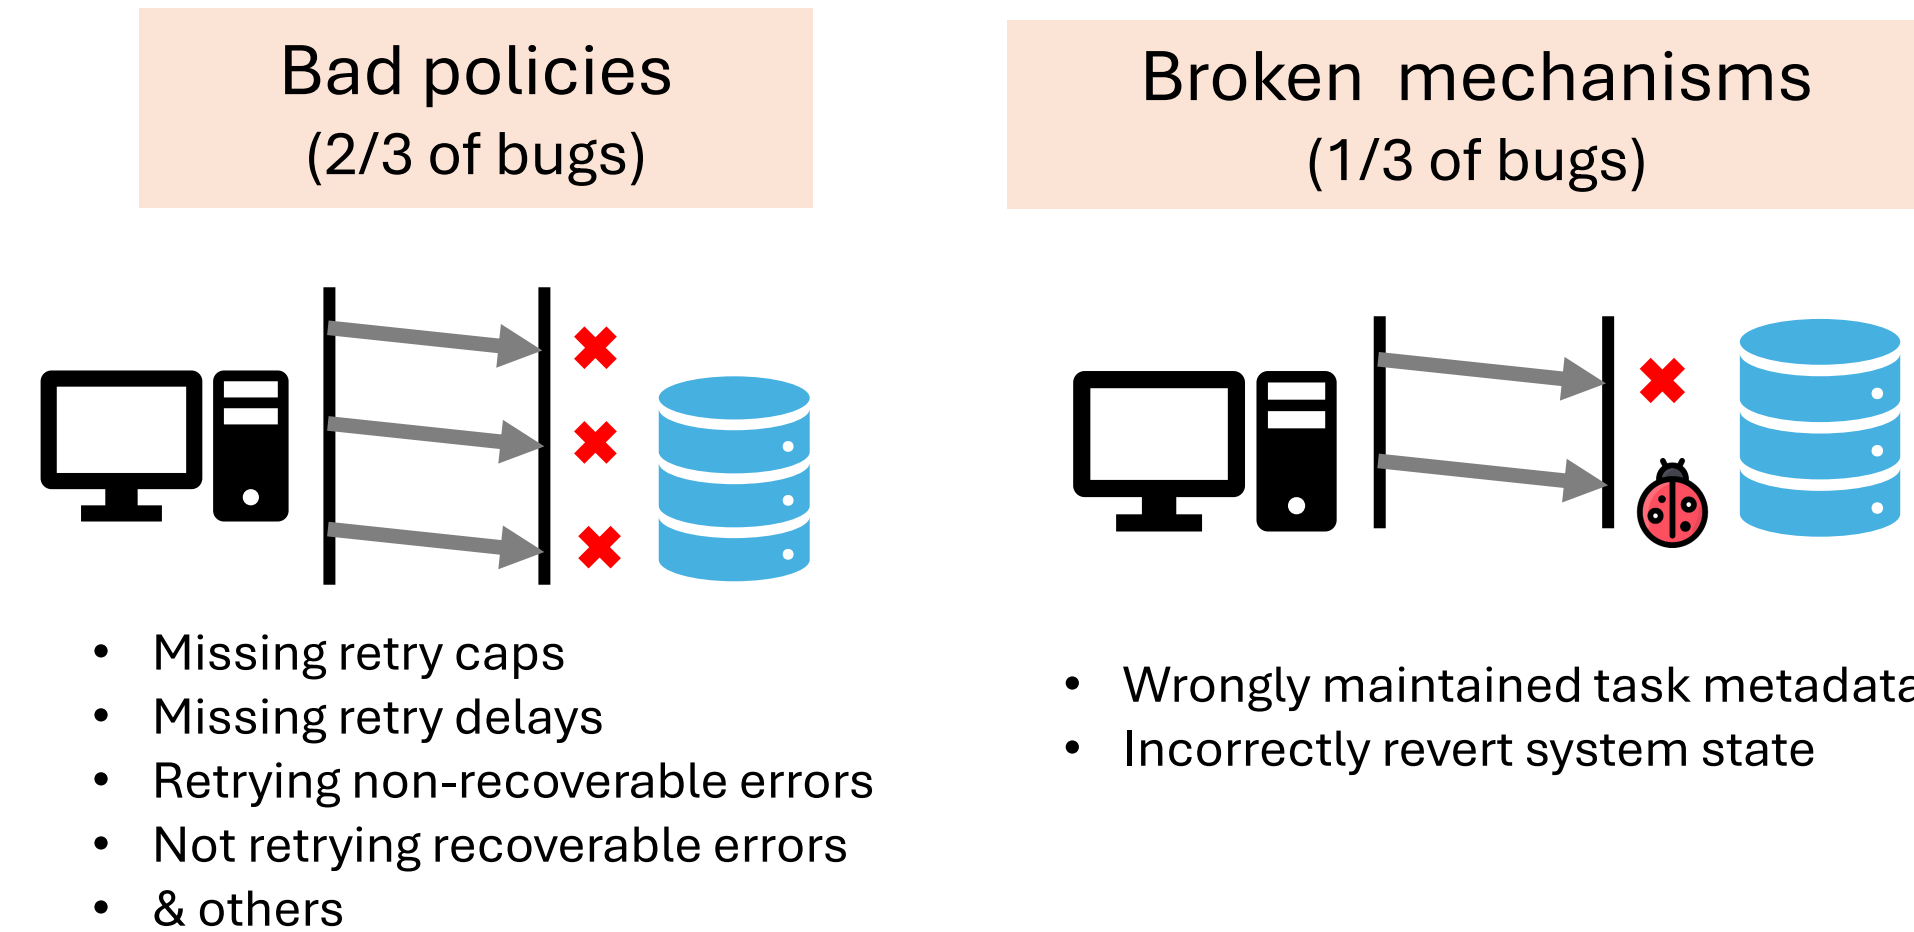 Bad policies
(2/3 of bugs)
• Missing retry caps
• Missing retry delays
• Retrying non-recoverable errors
• Not retrying recoverable errors
• & others
Broken mechanisms
(1/3 of bugs)
• Wrongly maintained task metadata
• Incorrectly revert system state